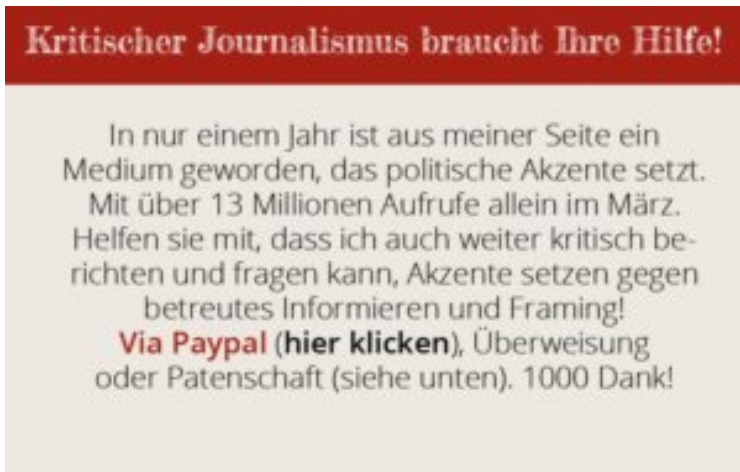 Kritischer Journalismus braucht Ihre Hilfe!
In nur einem Jahr ist aus meiner Seite ein
Medium geworden, das politische Akzente setzt.
Mit über 13 Millionen Aufrufe allein im März.
Helfen sie mit, dass ich auch weiter kritisch be-
richten und fragen kann, Akzente setzen gegen
betreutes Informieren und Framing!
Via Paypal (hier klicken), Überweisung
oder Patenschaft (siehe unten). 1000 Dank!